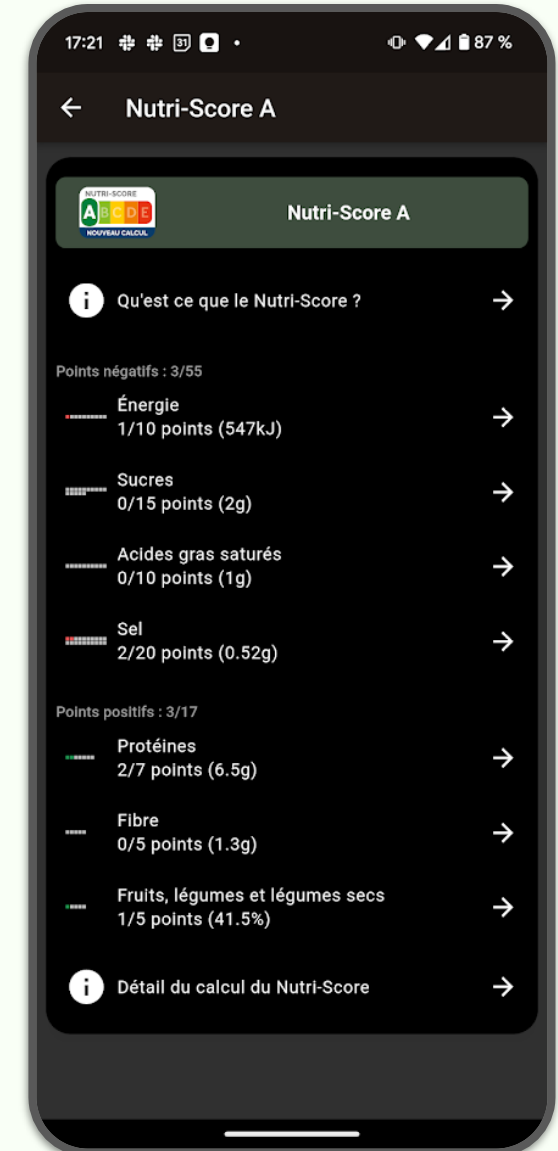 17:21
31
87 %
Nutri-Score A
NUTRI-SCORE
A B C D E
NOUVEAU CALCUL
Nutri-Score A
Qu'est ce que le Nutri-Score ?
Points négatifs : 3/55
Énergie
1/10 points (547kJ)
Sucres
0/15 points (2g)
Acides gras saturés
0/10 points (1g)
Sel
2/20 points (0.52g)
Points positifs : 3/17
Protéines
2/7 points (6.5g)
Fibre
0/5 points (1.3g)
Fruits, légumes et légumes secs
1/5 points (41.5%)
Détail du calcul du Nutri-Score